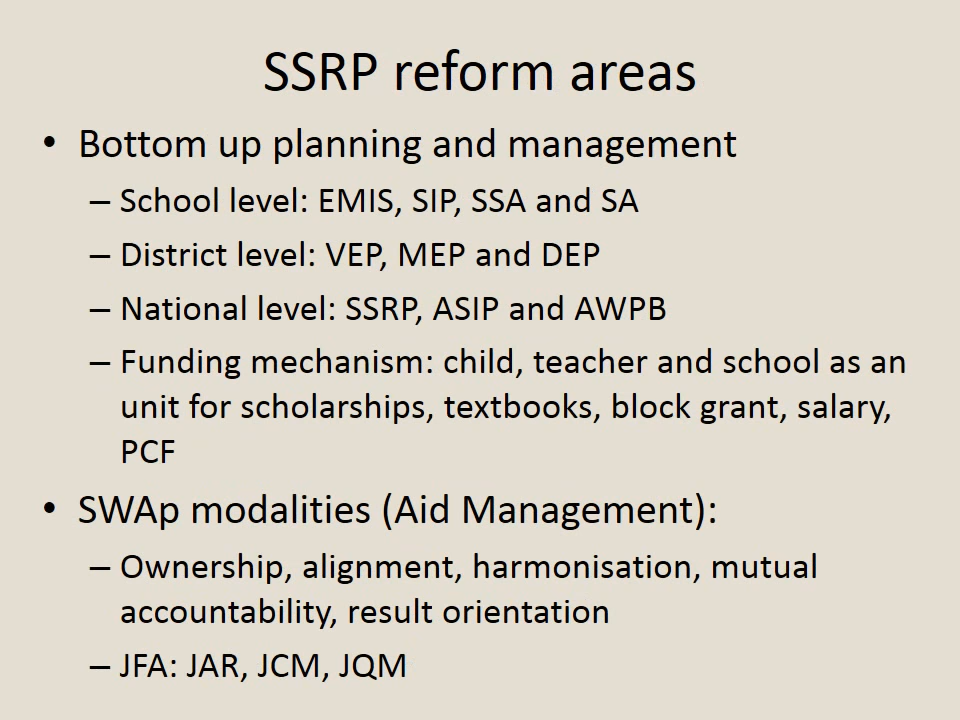 SSRP reform areas
• Bottom up planning and management
– School level: EMIS, SIP, SSA and SA
– District level: VEP, MEP and DEP
– National level: SSRP, ASIP and AWPB
– Funding mechanism: child, teacher and school as an
unit for scholarships, textbooks, block grant, salary,
PCF
• SWAp modalities (Aid Management):
– Ownership, alignment, harmonisation, mutual
accountability, result orientation
– JFA: JAR, JCM, JQM